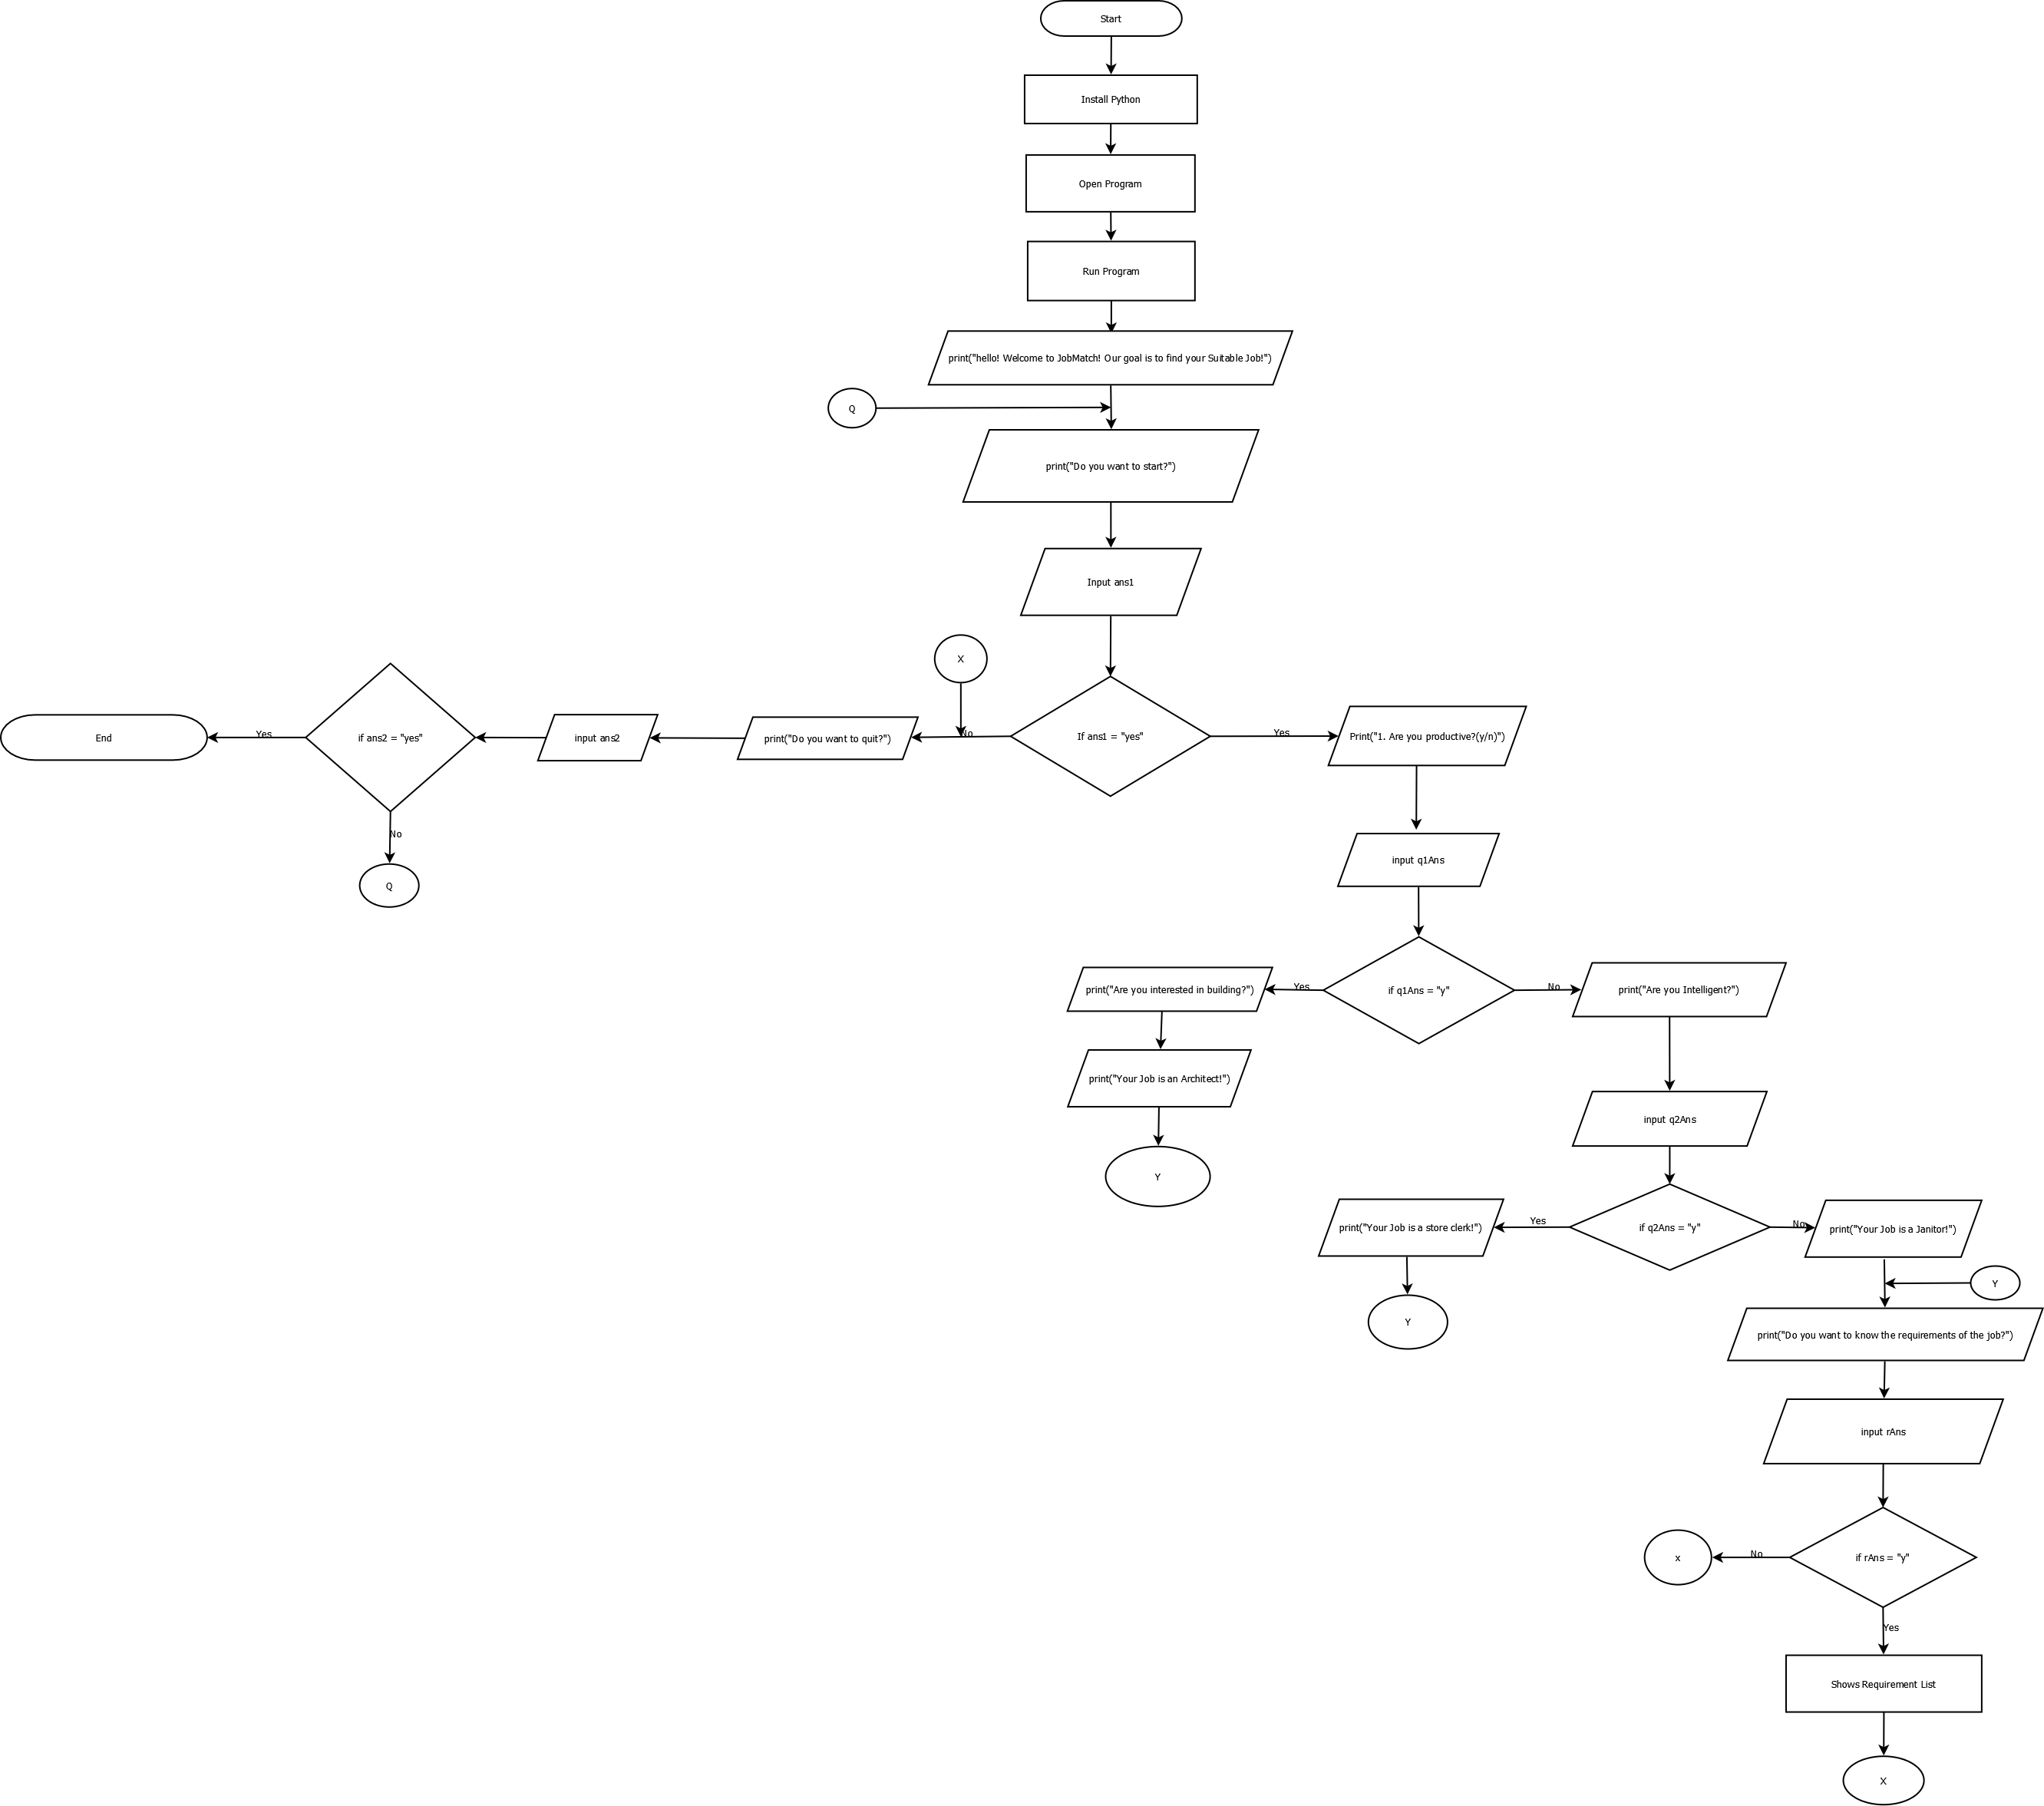 Start
Install Python
Open Program
Run Program
print("hello! Welcome to JobMatch! Our goal is to find your Suitable Job!")
Q
print("Do you want to start?")
Input ans1
X
If ans1 = "yes"
No
Yes
print("Do you want to quit?")
input ans2
if ans2 = "yes"
Yes
End
No
Q
Print("1. Are you productive?(y/n)")
input q1Ans
if q1Ans = "y"
Yes
No
print("Are you interested in building?")
print("Your Job is an Architect!")
Y
print("Are you Intelligent?")
input q2Ans
if q2Ans = "y"
Yes
No
print("Your Job is a store clerk!")
Y
print("Your Job is a Janitor!")
Y
print("Do you want to know the requirements of the job?")
input rAns
if rAns = "y"
No
x
Yes
Shows Requirement List
X